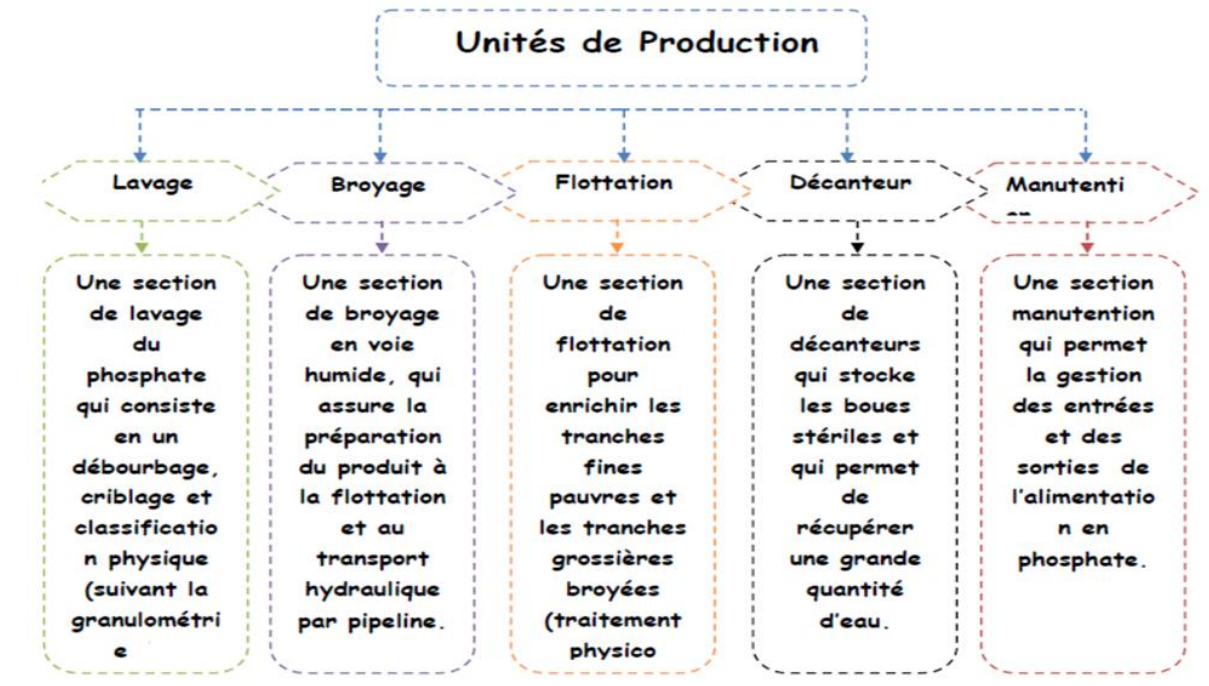 Unités de Production
Lavage
Broyage
Flottation
Décanteur
Manutenti
Une section
de lavage
du
phosphate
qui consiste
en un
débourbage,
criblage et
classificatio
n physique
(suivant la
granulométri
e
Une section
de broyage
en voie
humide, qui
assure la
préparation
du produit à
la flottation
et au
transport
hydraulique
par pipeline.
Une section
de
flottation
pour
enrichir les
tranches
fines
pauvres et
les tranches
grossières
broyées
(traitement
physico
Une section
de
décanteurs
qui stocke
les boues
stériles et
qui permet
de
récupérer
une grande
quantité
d'eau.
Une section
manutention
qui permet
la gestion
des entrées
et des
sorties de
l'alimentatio
n en
phosphate.